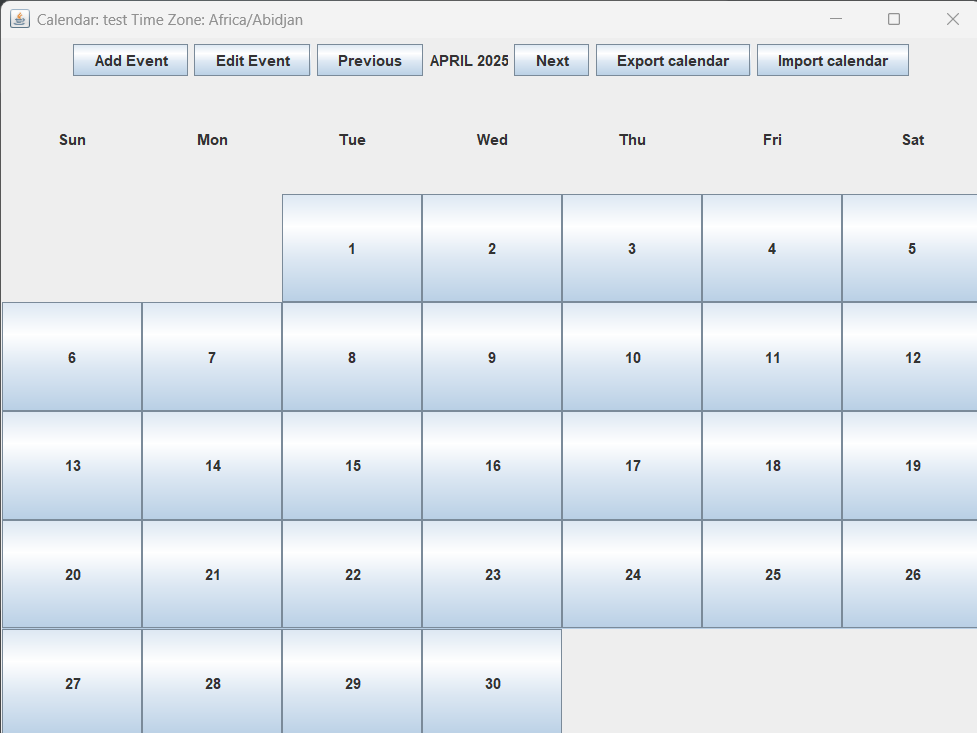 Calendar: test Time Zone: Africa/Abidjan
Add Event Edit Event Previous APRIL 2025 Next Export calendar Import calendar
Sun Mon Tue Wed Thu Fri Sat
1 2 3 4 5
6 7 8 9 10 11 12
13 14 15 16 17 18 19
20 21 22 23 24 25 26
27 28 29 30